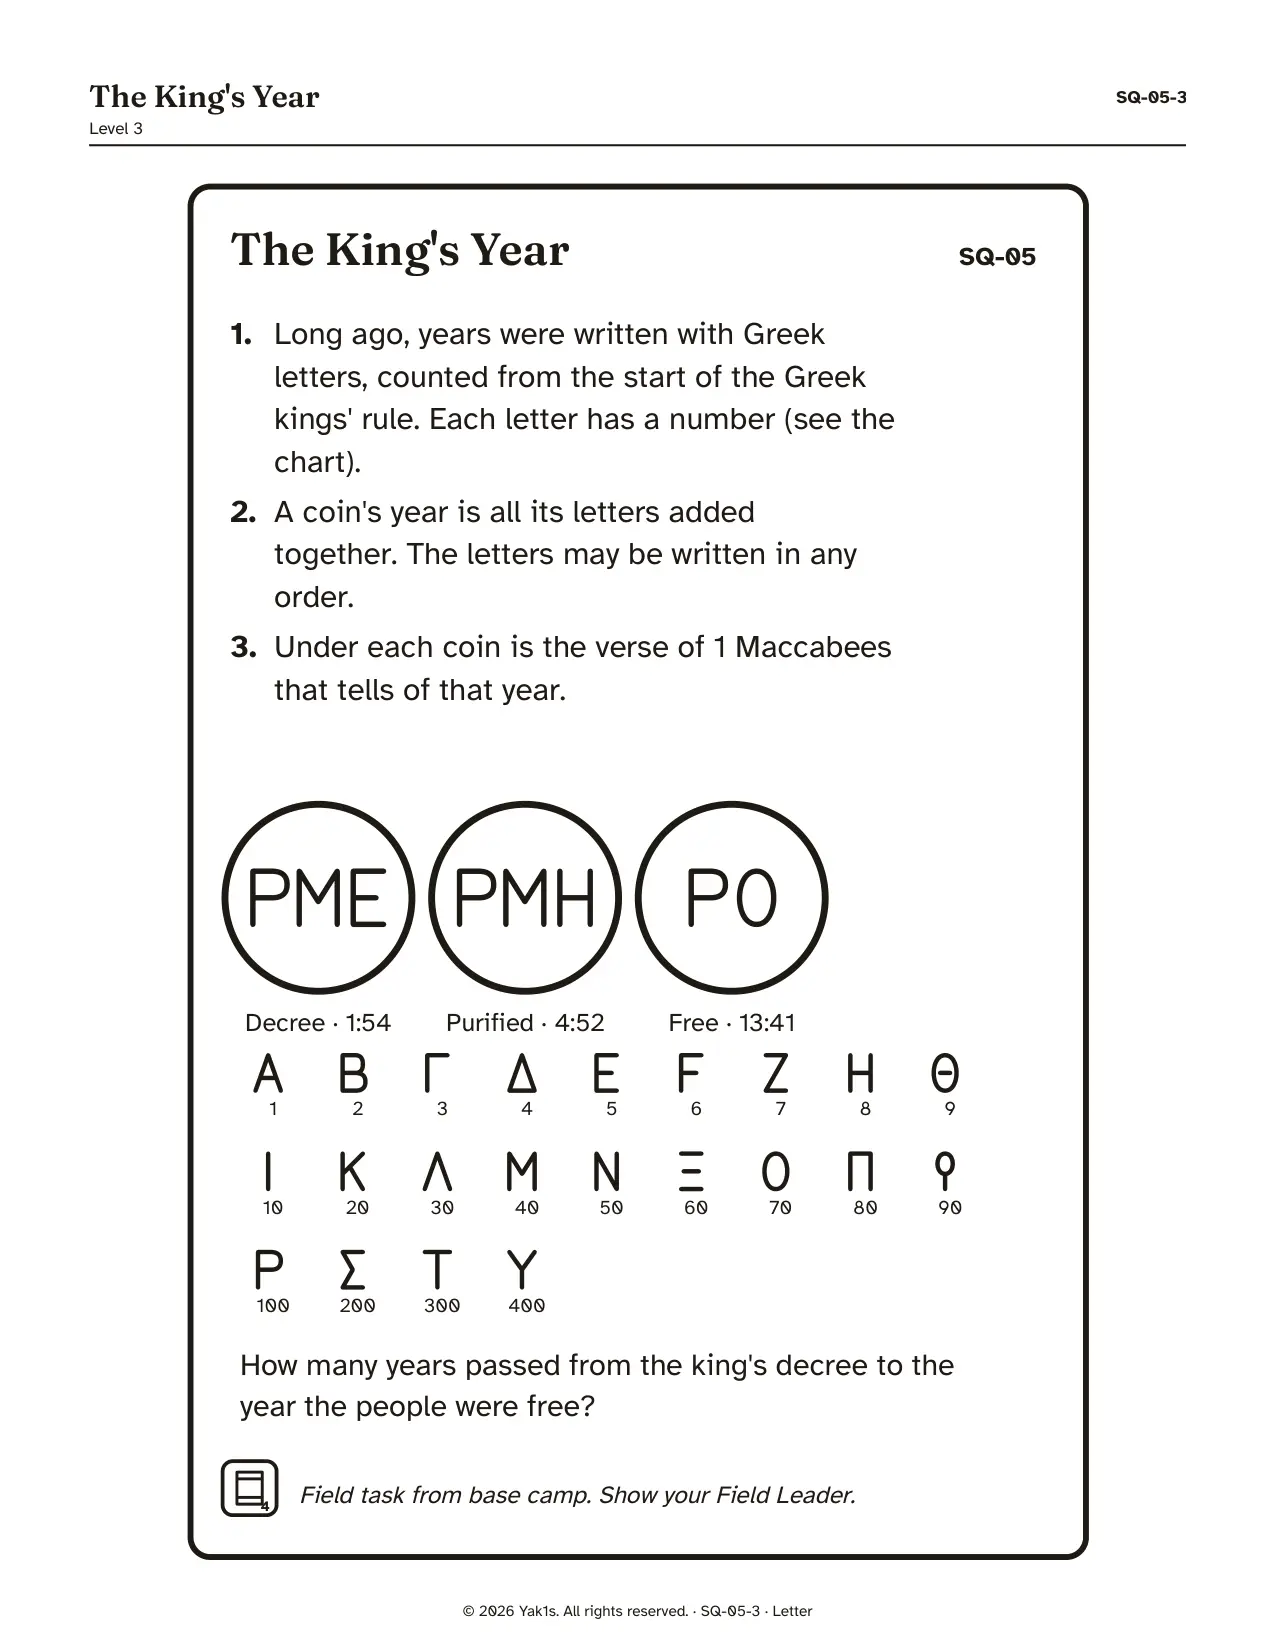 The King's Year
SQ-05-3
Level 3
The King's Year
SQ-05
1. Long ago, years were written with Greek
letters, counted from the start of the Greek
kings' rule. Each letter has a number (see the
chart).
2. A coin's year is all its letters added
together. The letters may be written in any
order.
3. Under each coin is the verse of 1 Maccabees
that tells of that year.
ΡΜΕ ΡΜΗ ΡΟ
Decree · 1:54 Purified · 4:52 Free · 13:41
Α Β Γ Δ Ε F Ζ Η Θ
1 2 3 4 5 6 7 8 9
Ι Κ Λ Μ Ν Ξ Ο Π Ϙ
10 20 30 40 50 60 70 80 90
Ρ Σ Τ Υ
100 200 300 400
How many years passed from the king's decree to the
year the people were free?
4
Field task from base camp. Show your Field Leader.
© 2026 Yak1s. All rights reserved. · SQ-05-3 · Letter